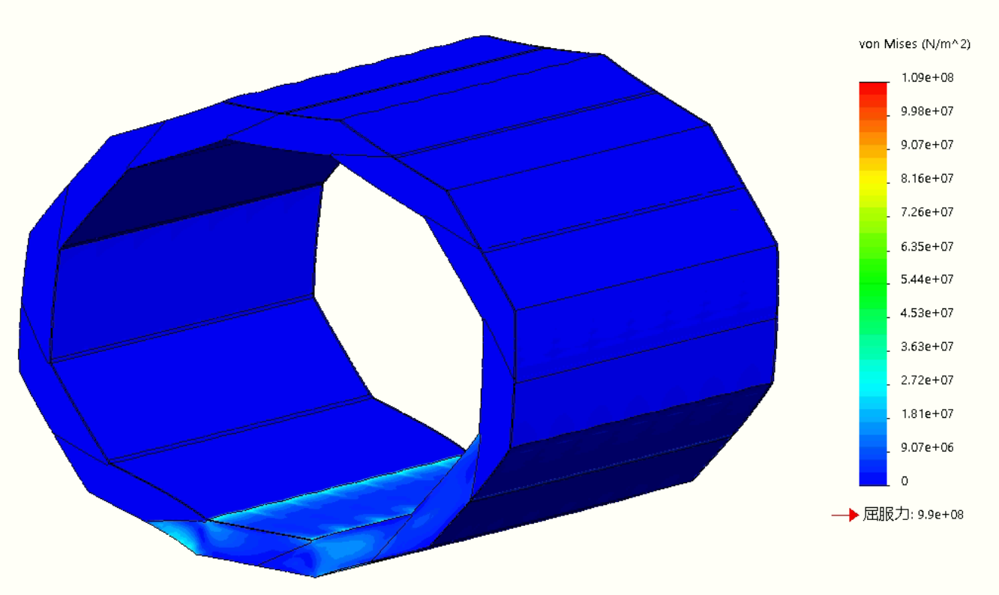 von Mises (N/m^2)
1.09e+08
9.98e+07
9.07e+07
8.16e+07
7.26e+07
6.35e+07
5.44e+07
4.53e+07
3.63e+07
2.72e+07
1.81e+07
9.07e+06
0
屈服力: 9.9e+08